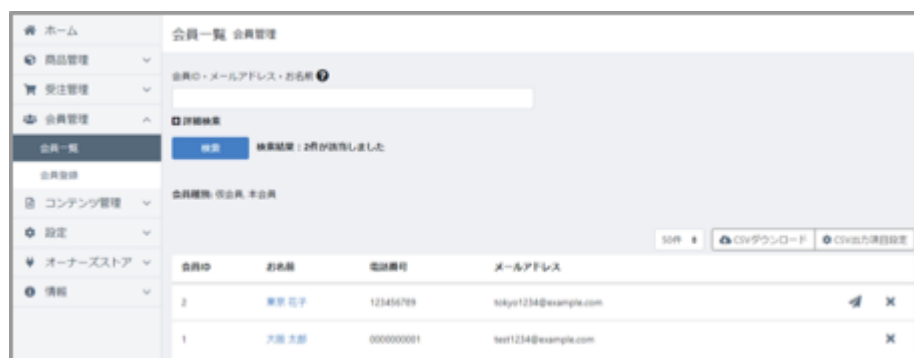 ホーム
商品管理
受注管理
会員管理
会員一覧
会員登録
コンテンツ管理
設定
オーナーズストア
情報
会員一覧 会員管理
会員ID・メールアドレス・お名前
詳細検索
検索 検索結果：2件が該当しました
会員種別: 仮会員, 本会員
50件 CSVダウンロード CSV出力項目設定
会員ID お名前 電話番号 メールアドレス
2 東京 花子 123456789 tokyo1234@example.com
1 大阪 太郎 0000000001 test1234@example.com